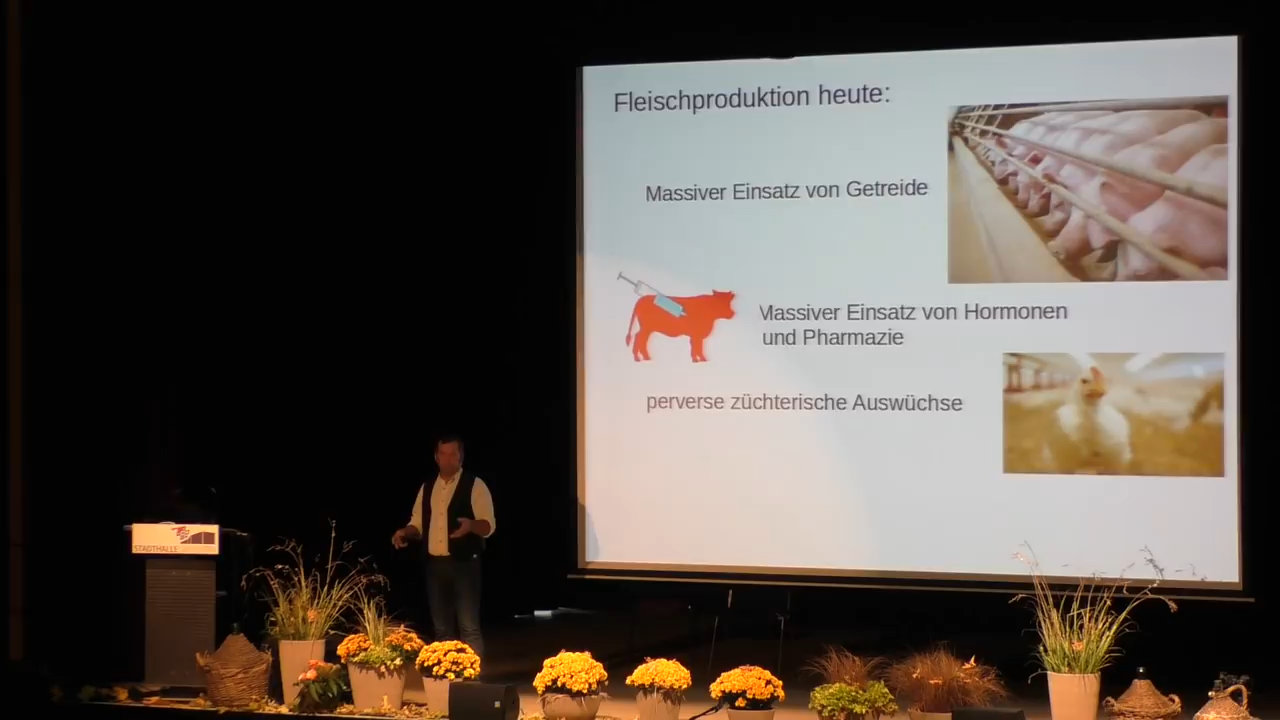 Fleischproduktion heute:
Massiver Einsatz von Getreide
Massiver Einsatz von Hormonen
und Pharmazie
perverse züchterische Auswüchse
STADTHALLE